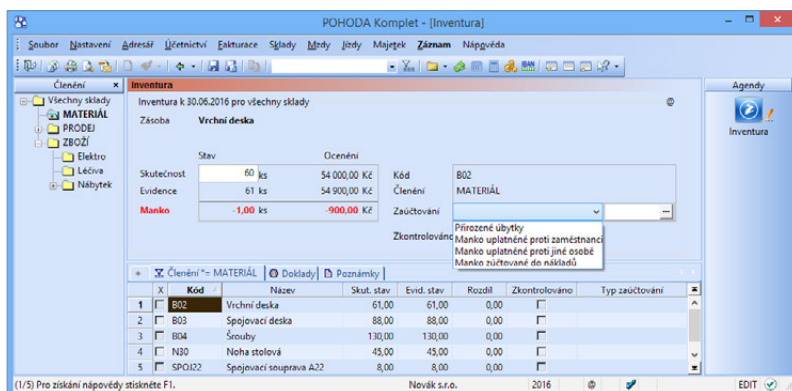 POHODA Komplet - [Inventura]
Soubor Nastavení Adresář Účetnictví Fakturace Sklady Mzdy Jízdy Majetek Záznam Nápověda
Členění
Inventura
Agendy
Všechny sklady
MATERIÁL
PRODEJ
ZBOŽÍ
Elektro
Léčiva
Nábytek
Inventura k 30.06.2016 pro všechny sklady
Zásoba Vrchní deska
Stav Ocenění
Skutečnost 60 ks 54 000,00 Kč Kód B02
Evidence 61 ks 54 900,00 Kč Členění MATERIÁL
Manko -1,00 ks -900,00 Kč Zaúčtování
Zkontrolováno
Přirozené úbytky
Manko uplatněné proti zaměstnanci
Manko uplatněné proti jiné osobě
Manko zúčtované do nákladů
Inventura
Členění *= MATERIÁL Doklady Poznámky
X Kód Název Skut. stav Evid. stav Rozdíl Zkontrolováno Typ zaúčtování
1 B02 Vrchní deska 61,00 61,00 0,00
2 B03 Spojovací deska 88,00 88,00 0,00
3 B04 Šrouby 130,00 130,00 0,00
4 N30 Noha stolová 45,00 45,00 0,00
5 SPOJ22 Spojovací souprava A22 8,00 8,00 0,00
(1/5) Pro získání nápovědy stiskněte F1. Novák s.r.o. 2016 @ EDIT